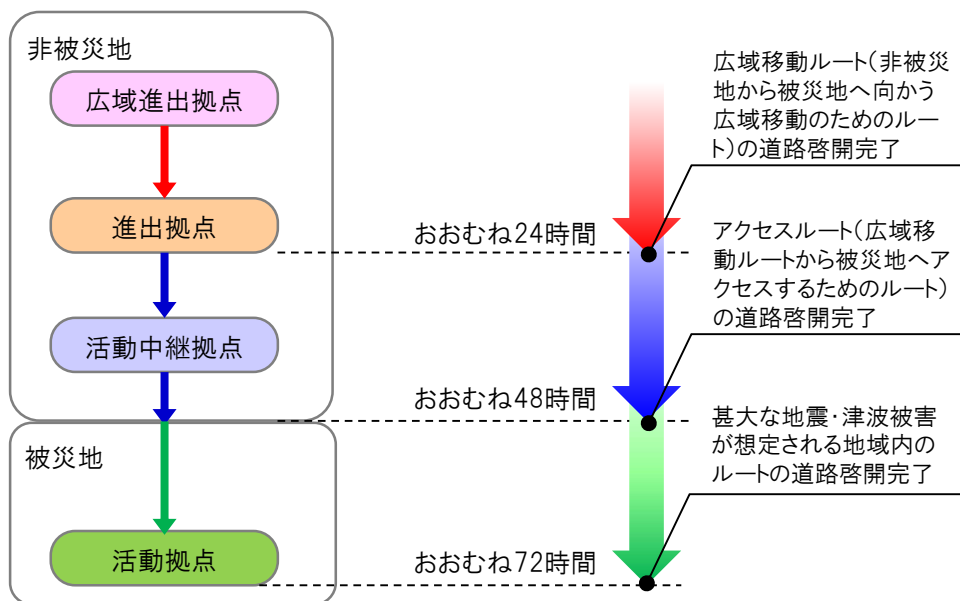 非被災地
広域進出拠点
進出拠点
活動中継拠点
被災地
活動拠点
おおむね24時間
おおむね48時間
おおむね72時間
広域移動ルート(非被災
地から被災地へ向かう
広域移動のためのルー
ト)の道路啓開完了
アクセスルート(広域移
動ルートから被災地へア
クセスするためのルート)
の道路啓開完了
甚大な地震・津波被害
が想定される地域内の
ルートの道路啓開完了